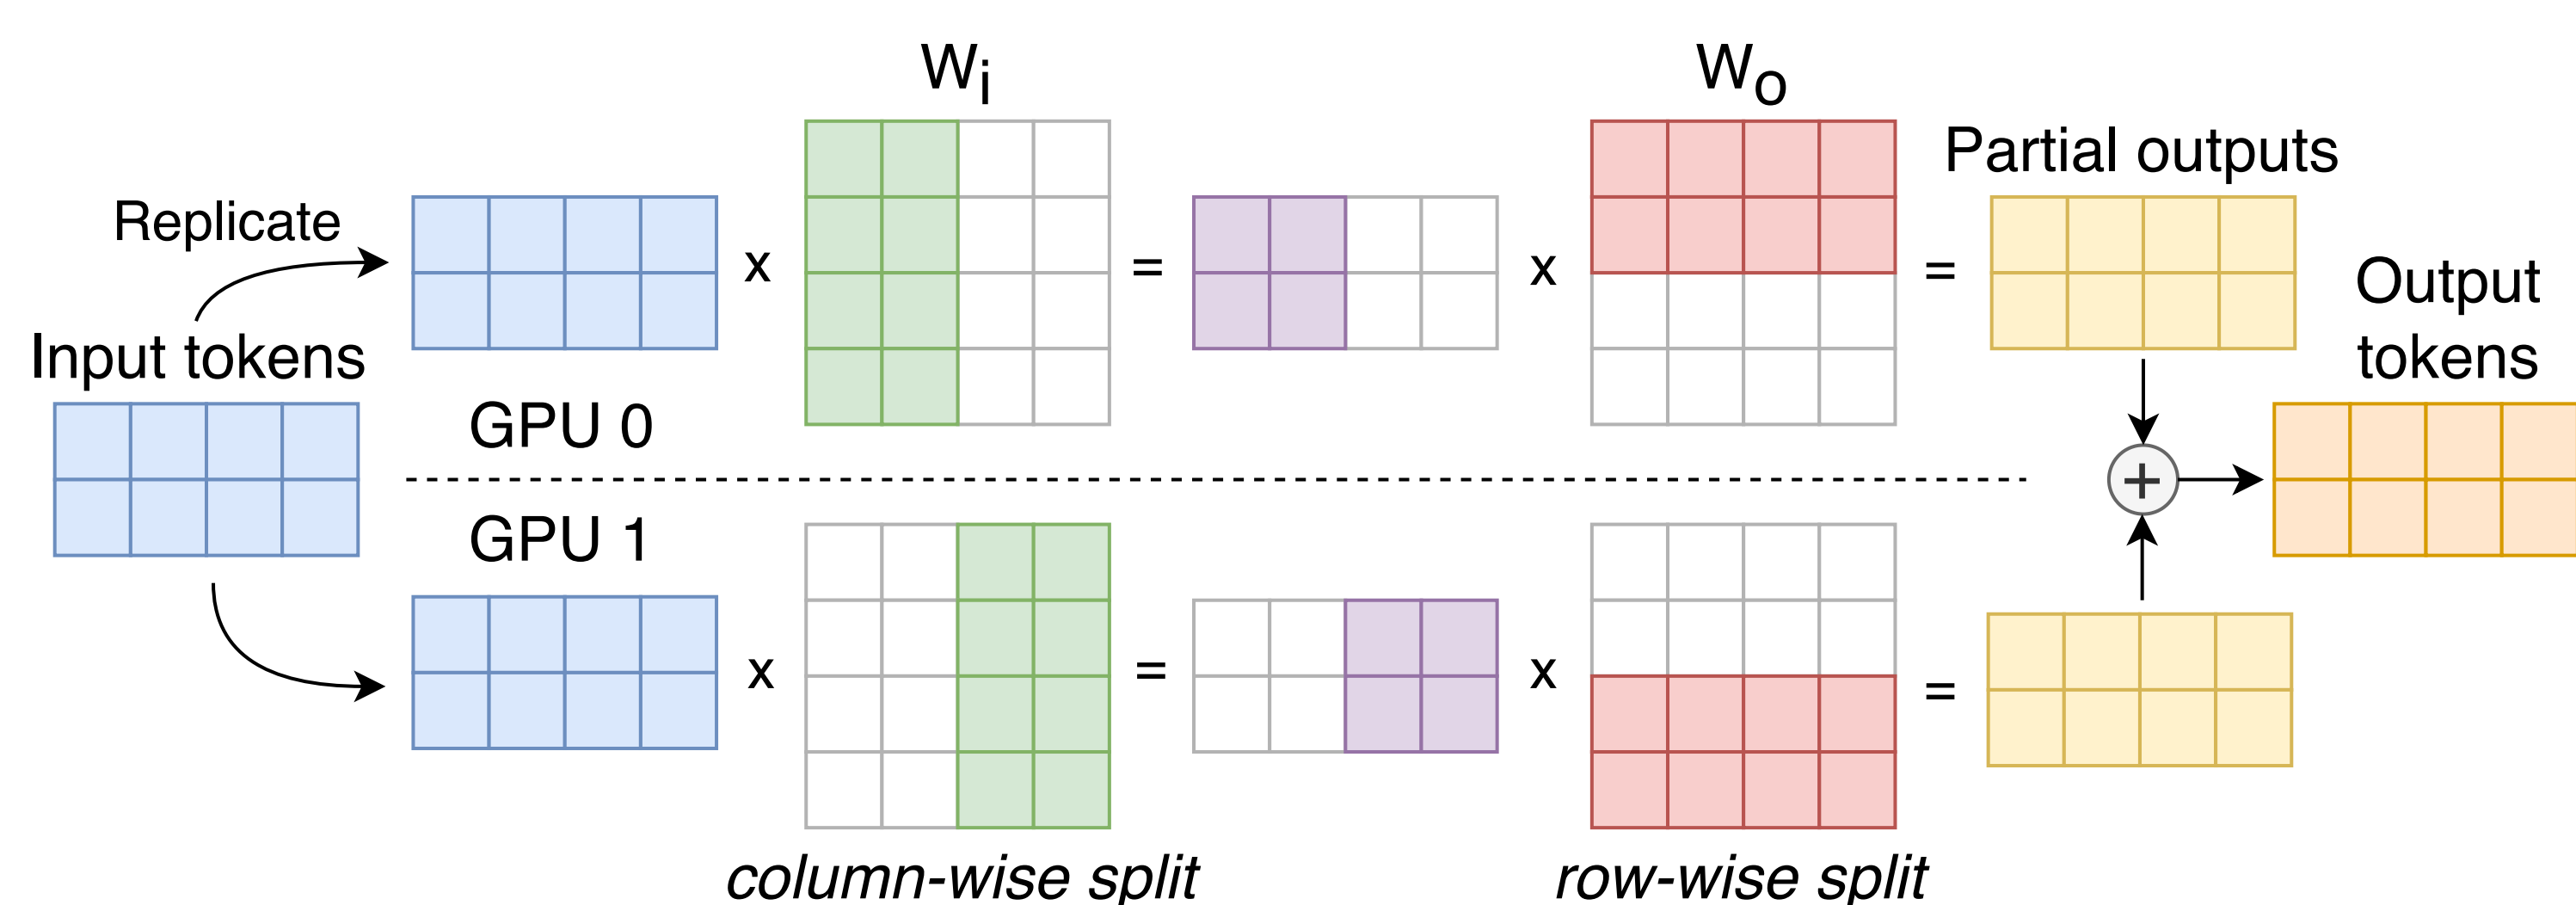 Wi
Wo
Partial outputs
Replicate
x
=
x
=
Output
tokens
Input tokens
GPU 0
+
GPU 1
x
=
x
=
column-wise split
row-wise split